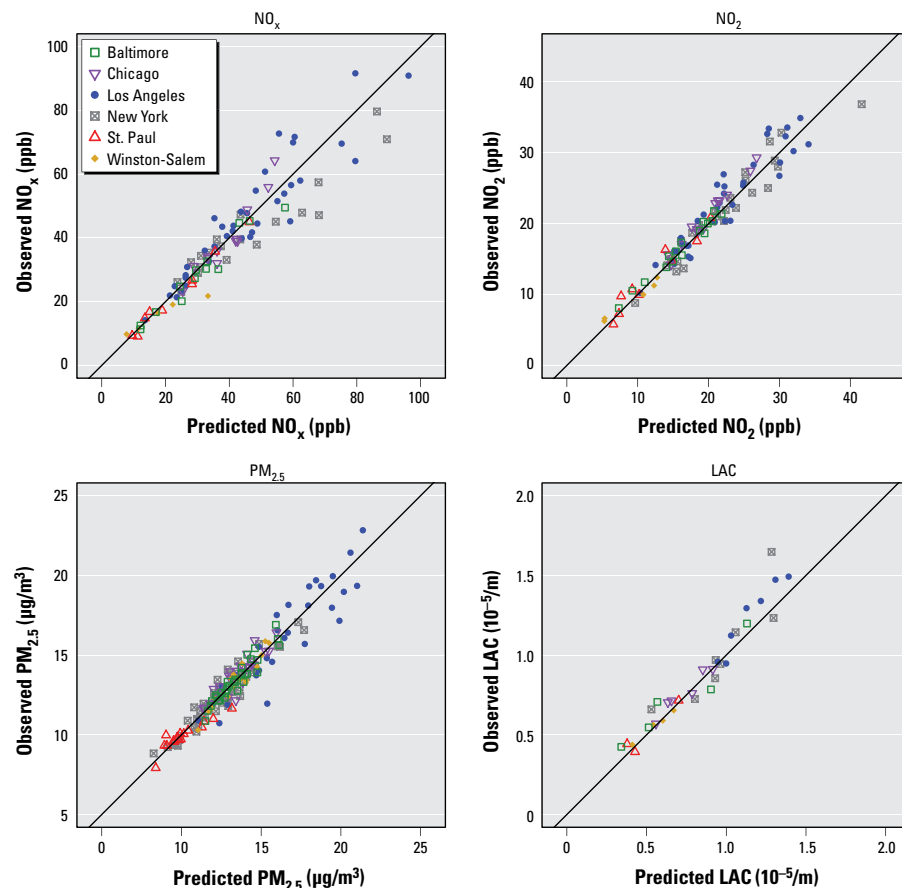 NOx
100
80
60
40
20
0
0 20 40 60 80 100
Observed NOx (ppb)
Predicted NOx (ppb)
Baltimore
Chicago
Los Angeles
New York
St. Paul
Winston-Salem
NO2
40
30
20
10
0
0 10 20 30 40
Observed NO2 (ppb)
Predicted NO2 (ppb)
PM2.5
25
20
15
10
5
5 10 15 20 25
Observed PM2.5 (µg/m³)
Predicted PM2.5 (µg/m³)
LAC
2.0
1.5
1.0
0.5
0
0 0.5 1.0 1.5 2.0
Observed LAC (10⁻⁵/m)
Predicted LAC (10⁻⁵/m)